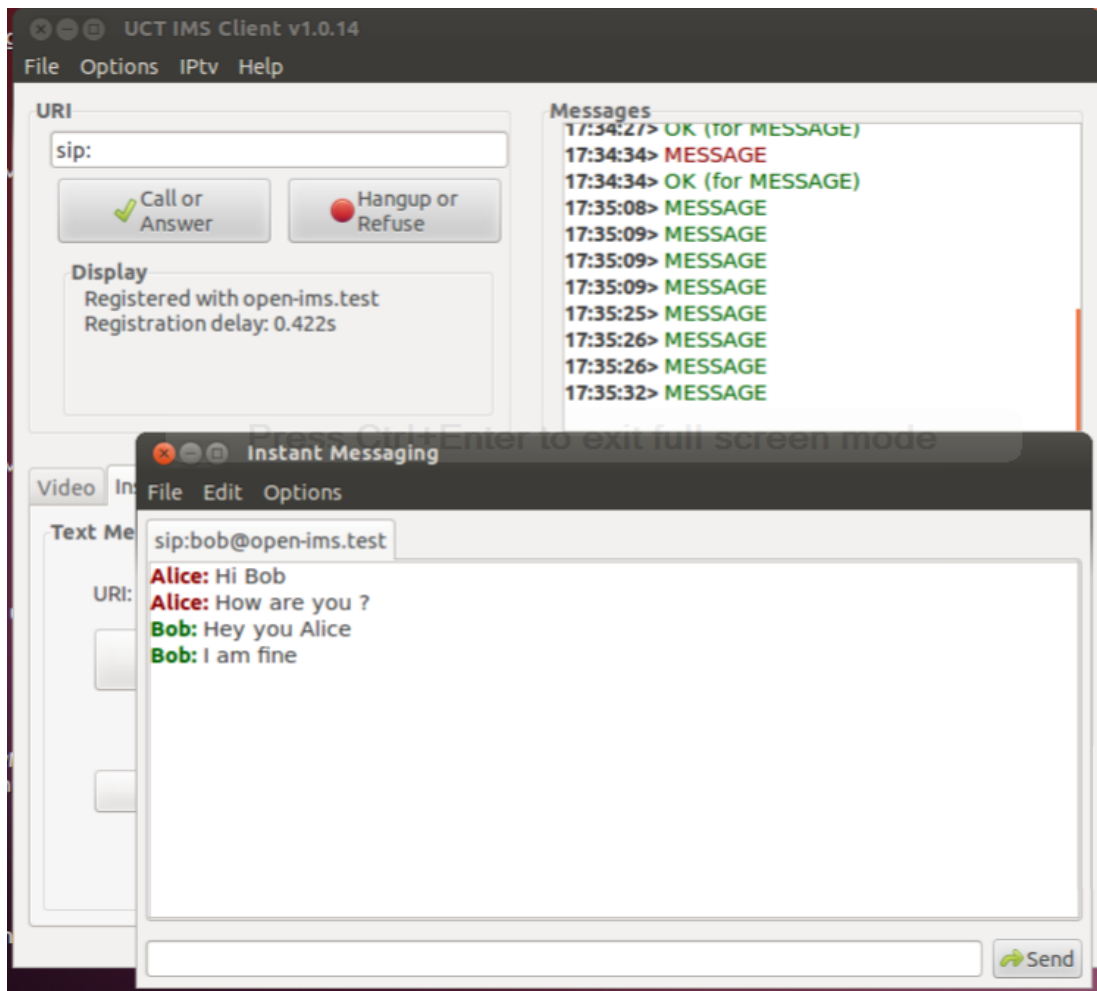 UCT IMS Client v1.0.14
File Options IPtv Help
URI
sip:
Call or
Answer
Hangup or
Refuse
Display
Registered with open-ims.test
Registration delay: 0.422s
Messages
17:34:27> OK (for MESSAGE)
17:34:34> MESSAGE
17:34:34> OK (for MESSAGE)
17:35:08> MESSAGE
17:35:09> MESSAGE
17:35:09> MESSAGE
17:35:09> MESSAGE
17:35:25> MESSAGE
17:35:26> MESSAGE
17:35:26> MESSAGE
17:35:32> MESSAGE
Press Ctrl+Enter to exit full screen mode
Video In
Text Me
URI:
Instant Messaging
File Edit Options
sip:bob@open-ims.test
Alice: Hi Bob
Alice: How are you ?
Bob: Hey you Alice
Bob: I am fine
Send